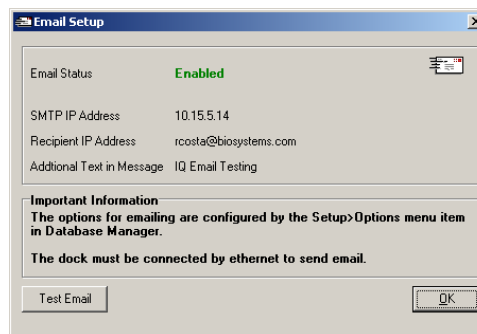 Email Setup
Email Status Enabled
SMTP IP Address 10.15.5.14
Recipient IP Address rcosta@biosystems.com
Addtional Text in Message IQ Email Testing
Important Information
The options for emailing are configured by the Setup>Options menu item
in Database Manager.
The dock must be connected by ethernet to send email.
Test Email OK